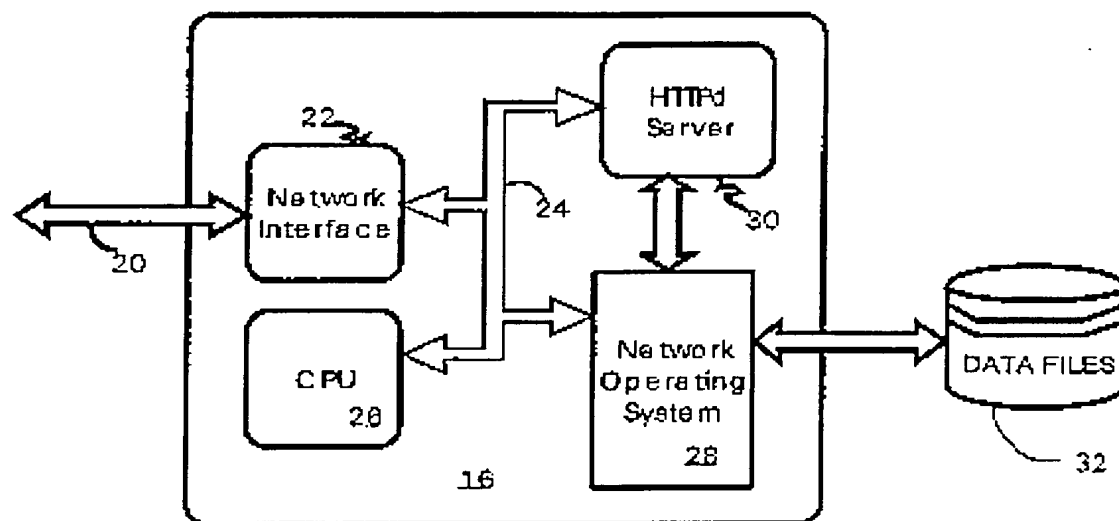 HTTPd
Server
22
Network
Interface
24
30
20
Network
Operating
System
28
CPU
26
DATA FILES
16
32